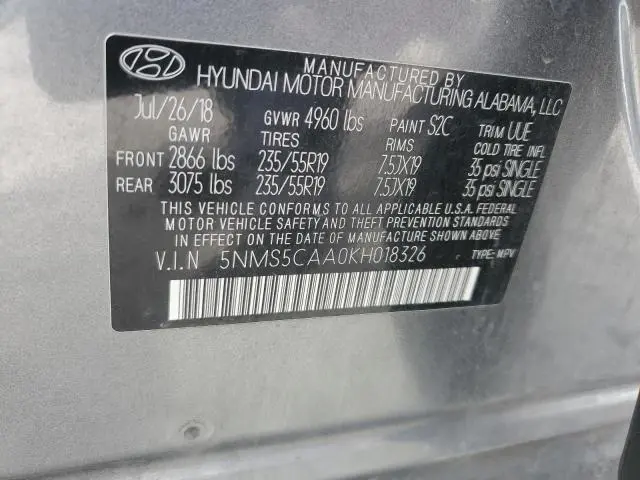 MANUFACTURED BY
HYUNDAI MOTOR MANUFACTURING ALABAMA, LLC
Jul/26/18 GVWR 4960 lbs PAINT S2C TRIM UUE
GAWR TIRES RIMS COLD TIRE INFL
FRONT 2866 lbs 235/55R19 7.5JX19 35 psi SINGLE
REAR 3075 lbs 235/55R19 7.5JX19 35 psi SINGLE
THIS VEHICLE CONFORMS TO ALL APPLICABLE U.S.A. FEDERAL
MOTOR VEHICLE SAFETY AND THEFT PREVENTION STANDARDS
IN EFFECT ON THE DATE OF MANUFACTURE SHOWN ABOVE.
V.I.N 5NMS5CAA0KH018326 TYPE: MPV